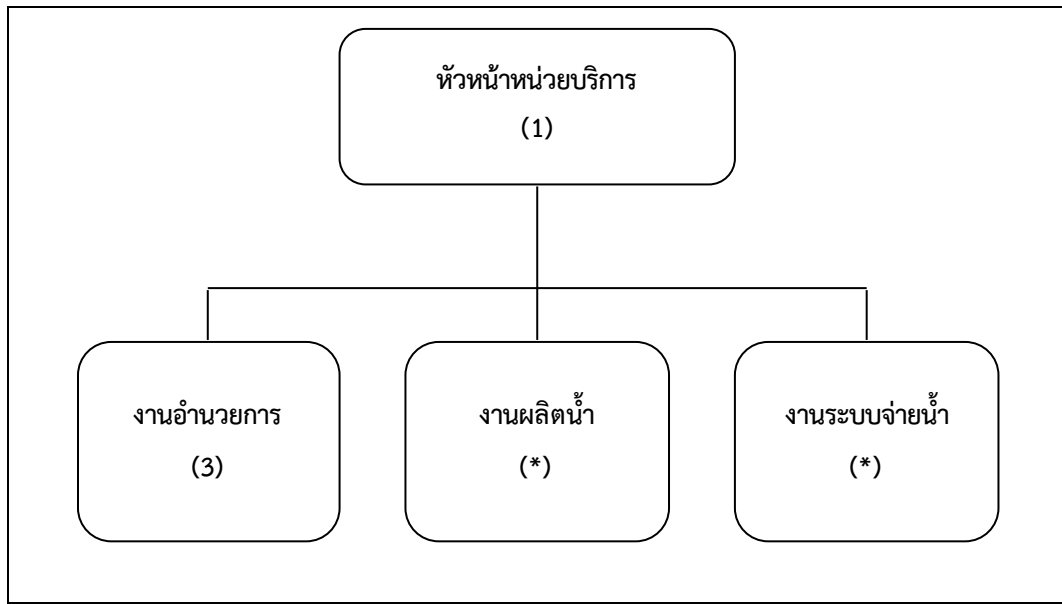 หัวหน้าหน่วยบริการ
(1)
งานอำนวยการ
(3)
งานผลิตน้ำ
(*)
งานระบบจ่ายน้ำ
(*)